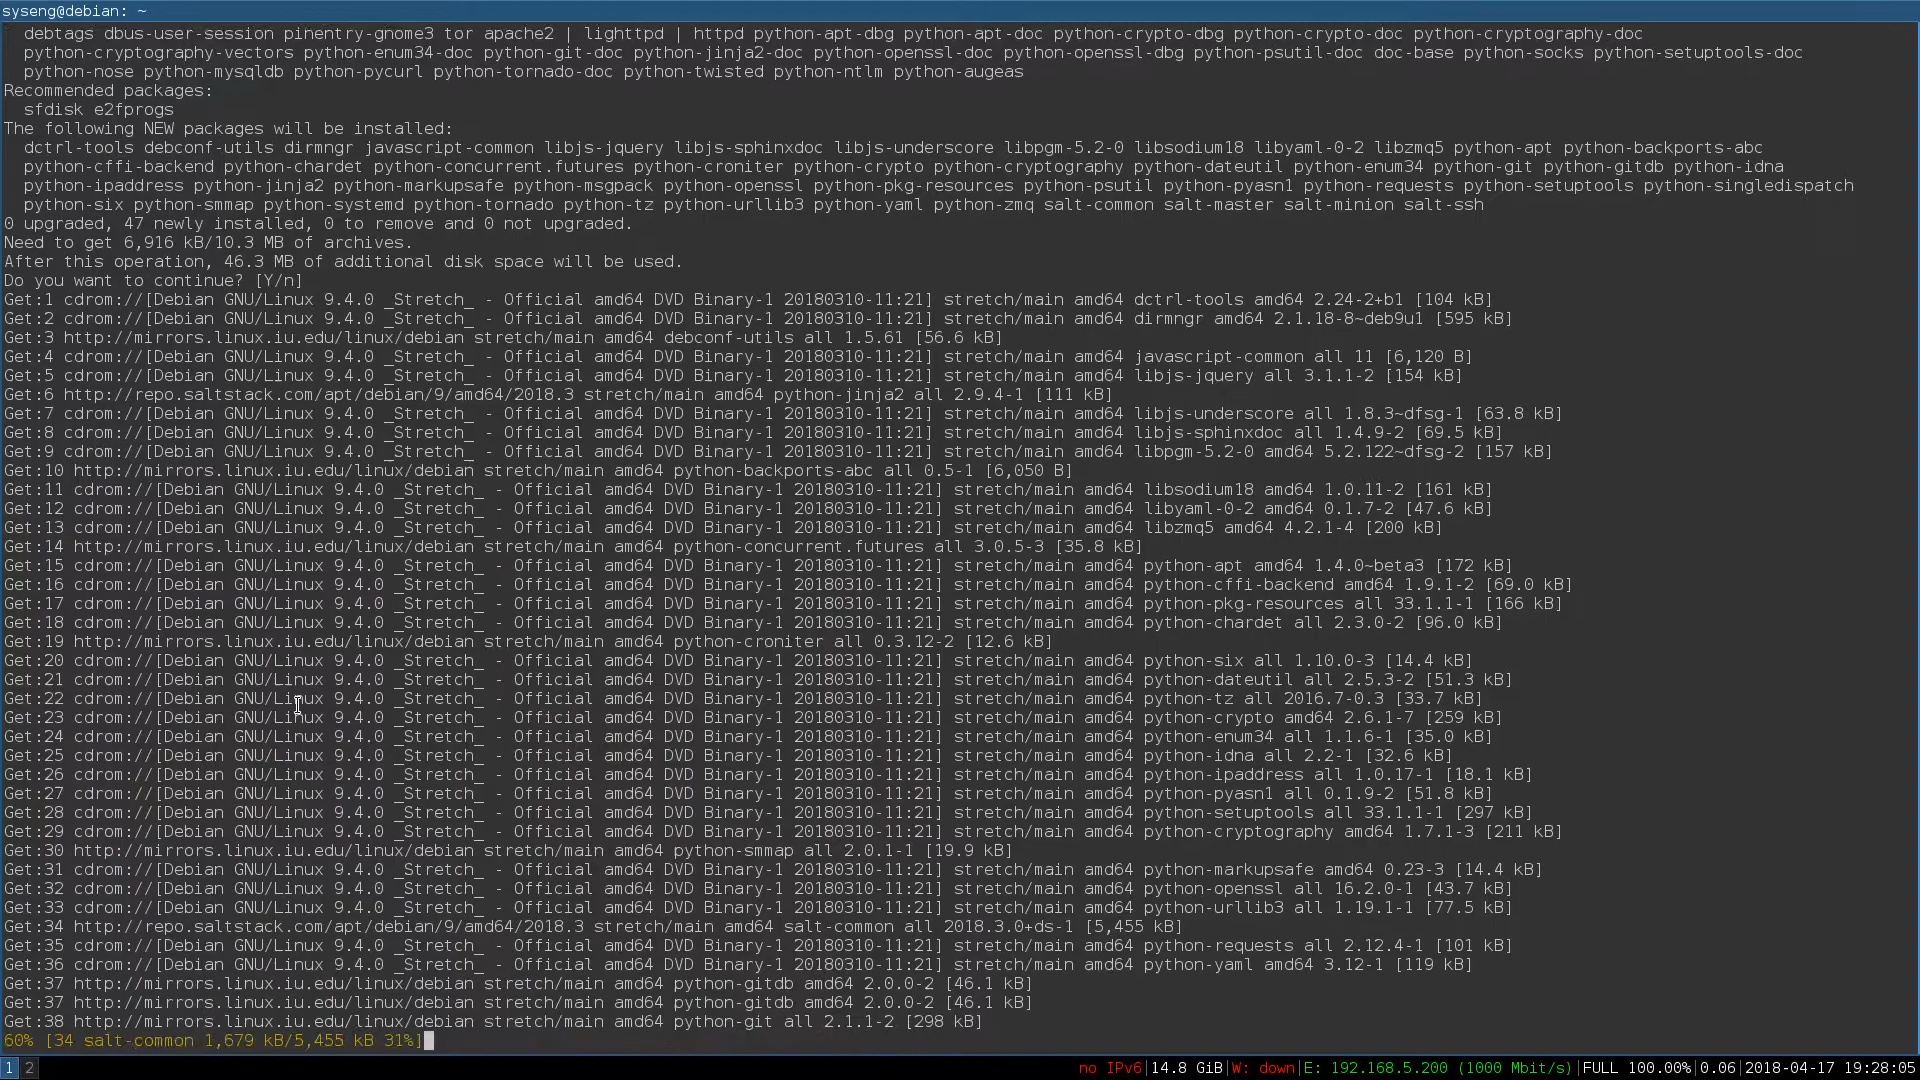 syseng@debian: ~
debtags dbus-user-session pinentry-gnome3 tor apache2 | lighttpd | httpd python-apt-dbg python-apt-doc python-crypto-dbg python-crypto-doc python-cryptography-doc
python-cryptography-vectors python-enum34-doc python-git-doc python-jinja2-doc python-openssl-doc python-openssl-dbg python-psutil-doc doc-base python-socks python-setuptools-doc
python-nose python-mysqldb python-pycurl python-tornado-doc python-twisted python-ntlm python-augeas
Recommended packages:
sfdisk e2fprogs
The following NEW packages will be installed:
dctrl-tools debconf-utils dirmngr javascript-common libjs-jquery libjs-sphinxdoc libjs-underscore libpgm-5.2-0 libsodium18 libyaml-0-2 libzmq5 python-apt python-backports-abc
python-cffi-backend python-chardet python-concurrent.futures python-croniter python-crypto python-cryptography python-dateutil python-enum34 python-git python-gitdb python-idna
python-ipaddress python-jinja2 python-markupsafe python-msgpack python-openssl python-pkg-resources python-psutil python-pyasn1 python-requests python-setuptools python-singledispatch
python-six python-smmap python-systemd python-tornado python-tz python-urllib3 python-yaml python-zmq salt-common salt-master salt-minion salt-ssh
0 upgraded, 47 newly installed, 0 to remove and 0 not upgraded.
Need to get 6,916 kB/10.3 MB of archives.
After this operation, 46.3 MB of additional disk space will be used.
Do you want to continue? [Y/n]
Get:1 cdrom://[Debian GNU/Linux 9.4.0 _Stretch_ - Official amd64 DVD Binary-1 20180310-11:21] stretch/main amd64 dctrl-tools amd64 2.24-2+b1 [104 kB]
Get:2 cdrom://[Debian GNU/Linux 9.4.0 _Stretch_ - Official amd64 DVD Binary-1 20180310-11:21] stretch/main amd64 dirmngr amd64 2.1.18-8~deb9u1 [595 kB]
Get:3 http://mirrors.linux.iu.edu/linux/debian stretch/main amd64 debconf-utils all 1.5.61 [56.6 kB]
Get:4 cdrom://[Debian GNU/Linux 9.4.0 _Stretch_ - Official amd64 DVD Binary-1 20180310-11:21] stretch/main amd64 javascript-common all 11 [6,120 B]
Get:5 cdrom://[Debian GNU/Linux 9.4.0 _Stretch_ - Official amd64 DVD Binary-1 20180310-11:21] stretch/main amd64 libjs-jquery all 3.1.1-2 [154 kB]
Get:6 http://repo.saltstack.com/apt/debian/9/amd64/2018.3 stretch/main amd64 python-jinja2 all 2.9.4-1 [111 kB]
Get:7 cdrom://[Debian GNU/Linux 9.4.0 _Stretch_ - Official amd64 DVD Binary-1 20180310-11:21] stretch/main amd64 libjs-underscore all 1.8.3~dfsg-1 [63.8 kB]
Get:8 cdrom://[Debian GNU/Linux 9.4.0 _Stretch_ - Official amd64 DVD Binary-1 20180310-11:21] stretch/main amd64 libjs-sphinxdoc all 1.4.9-2 [69.5 kB]
Get:9 cdrom://[Debian GNU/Linux 9.4.0 _Stretch_ - Official amd64 DVD Binary-1 20180310-11:21] stretch/main amd64 libpgm-5.2-0 amd64 5.2.122~dfsg-2 [157 kB]
Get:10 http://mirrors.linux.iu.edu/linux/debian stretch/main amd64 python-backports-abc all 0.5-1 [6,050 B]
Get:11 cdrom://[Debian GNU/Linux 9.4.0 _Stretch_ - Official amd64 DVD Binary-1 20180310-11:21] stretch/main amd64 libsodium18 amd64 1.0.11-2 [161 kB]
Get:12 cdrom://[Debian GNU/Linux 9.4.0 _Stretch_ - Official amd64 DVD Binary-1 20180310-11:21] stretch/main amd64 libyaml-0-2 amd64 0.1.7-2 [47.6 kB]
Get:13 cdrom://[Debian GNU/Linux 9.4.0 _Stretch_ - Official amd64 DVD Binary-1 20180310-11:21] stretch/main amd64 libzmq5 amd64 4.2.1-4 [200 kB]
Get:14 http://mirrors.linux.iu.edu/linux/debian stretch/main amd64 python-concurrent.futures all 3.0.5-3 [35.8 kB]
Get:15 cdrom://[Debian GNU/Linux 9.4.0 _Stretch_ - Official amd64 DVD Binary-1 20180310-11:21] stretch/main amd64 python-apt amd64 1.4.0~beta3 [172 kB]
Get:16 cdrom://[Debian GNU/Linux 9.4.0 _Stretch_ - Official amd64 DVD Binary-1 20180310-11:21] stretch/main amd64 python-cffi-backend amd64 1.9.1-2 [69.0 kB]
Get:17 cdrom://[Debian GNU/Linux 9.4.0 _Stretch_ - Official amd64 DVD Binary-1 20180310-11:21] stretch/main amd64 python-pkg-resources all 33.1.1-1 [166 kB]
Get:18 cdrom://[Debian GNU/Linux 9.4.0 _Stretch_ - Official amd64 DVD Binary-1 20180310-11:21] stretch/main amd64 python-chardet all 2.3.0-2 [96.0 kB]
Get:19 http://mirrors.linux.iu.edu/linux/debian stretch/main amd64 python-croniter all 0.3.12-2 [12.6 kB]
Get:20 cdrom://[Debian GNU/Linux 9.4.0 _Stretch_ - Official amd64 DVD Binary-1 20180310-11:21] stretch/main amd64 python-six all 1.10.0-3 [14.4 kB]
Get:21 cdrom://[Debian GNU/Linux 9.4.0 _Stretch_ - Official amd64 DVD Binary-1 20180310-11:21] stretch/main amd64 python-dateutil all 2.5.3-2 [51.3 kB]
Get:22 cdrom://[Debian GNU/Linux 9.4.0 _Stretch_ - Official amd64 DVD Binary-1 20180310-11:21] stretch/main amd64 python-tz all 2016.7-0.3 [33.7 kB]
Get:23 cdrom://[Debian GNU/Linux 9.4.0 _Stretch_ - Official amd64 DVD Binary-1 20180310-11:21] stretch/main amd64 python-crypto amd64 2.6.1-7 [259 kB]
Get:24 cdrom://[Debian GNU/Linux 9.4.0 _Stretch_ - Official amd64 DVD Binary-1 20180310-11:21] stretch/main amd64 python-enum34 all 1.1.6-1 [35.0 kB]
Get:25 cdrom://[Debian GNU/Linux 9.4.0 _Stretch_ - Official amd64 DVD Binary-1 20180310-11:21] stretch/main amd64 python-idna all 2.2-1 [32.6 kB]
Get:26 cdrom://[Debian GNU/Linux 9.4.0 _Stretch_ - Official amd64 DVD Binary-1 20180310-11:21] stretch/main amd64 python-ipaddress all 1.0.17-1 [18.1 kB]
Get:27 cdrom://[Debian GNU/Linux 9.4.0 _Stretch_ - Official amd64 DVD Binary-1 20180310-11:21] stretch/main amd64 python-pyasn1 all 0.1.9-2 [51.8 kB]
Get:28 cdrom://[Debian GNU/Linux 9.4.0 _Stretch_ - Official amd64 DVD Binary-1 20180310-11:21] stretch/main amd64 python-setuptools all 33.1.1-1 [297 kB]
Get:29 cdrom://[Debian GNU/Linux 9.4.0 _Stretch_ - Official amd64 DVD Binary-1 20180310-11:21] stretch/main amd64 python-cryptography amd64 1.7.1-3 [211 kB]
Get:30 http://mirrors.linux.iu.edu/linux/debian stretch/main amd64 python-smmap all 2.0.1-1 [19.9 kB]
Get:31 cdrom://[Debian GNU/Linux 9.4.0 _Stretch_ - Official amd64 DVD Binary-1 20180310-11:21] stretch/main amd64 python-markupsafe amd64 0.23-3 [14.4 kB]
Get:32 cdrom://[Debian GNU/Linux 9.4.0 _Stretch_ - Official amd64 DVD Binary-1 20180310-11:21] stretch/main amd64 python-openssl all 16.2.0-1 [43.7 kB]
Get:33 cdrom://[Debian GNU/Linux 9.4.0 _Stretch_ - Official amd64 DVD Binary-1 20180310-11:21] stretch/main amd64 python-urllib3 all 1.19.1-1 [77.5 kB]
Get:34 http://repo.saltstack.com/apt/debian/9/amd64/2018.3 stretch/main amd64 salt-common all 2018.3.0+ds-1 [5,455 kB]
Get:35 cdrom://[Debian GNU/Linux 9.4.0 _Stretch_ - Official amd64 DVD Binary-1 20180310-11:21] stretch/main amd64 python-requests all 2.12.4-1 [101 kB]
Get:36 cdrom://[Debian GNU/Linux 9.4.0 _Stretch_ - Official amd64 DVD Binary-1 20180310-11:21] stretch/main amd64 python-yaml amd64 3.12-1 [119 kB]
Get:37 http://mirrors.linux.iu.edu/linux/debian stretch/main amd64 python-gitdb amd64 2.0.0-2 [46.1 kB]
Get:37 http://mirrors.linux.iu.edu/linux/debian stretch/main amd64 python-gitdb amd64 2.0.0-2 [46.1 kB]
Get:38 http://mirrors.linux.iu.edu/linux/debian stretch/main amd64 python-git all 2.1.1-2 [298 kB]
60% [34 salt-common 1,679 kB/5,455 kB 31%]
1 2 no IPv6|14.8 GiB|W: down|E: 192.168.5.200 (1000 Mbit/s)|FULL 100.00%|0.06|2018-04-17 19:28:05